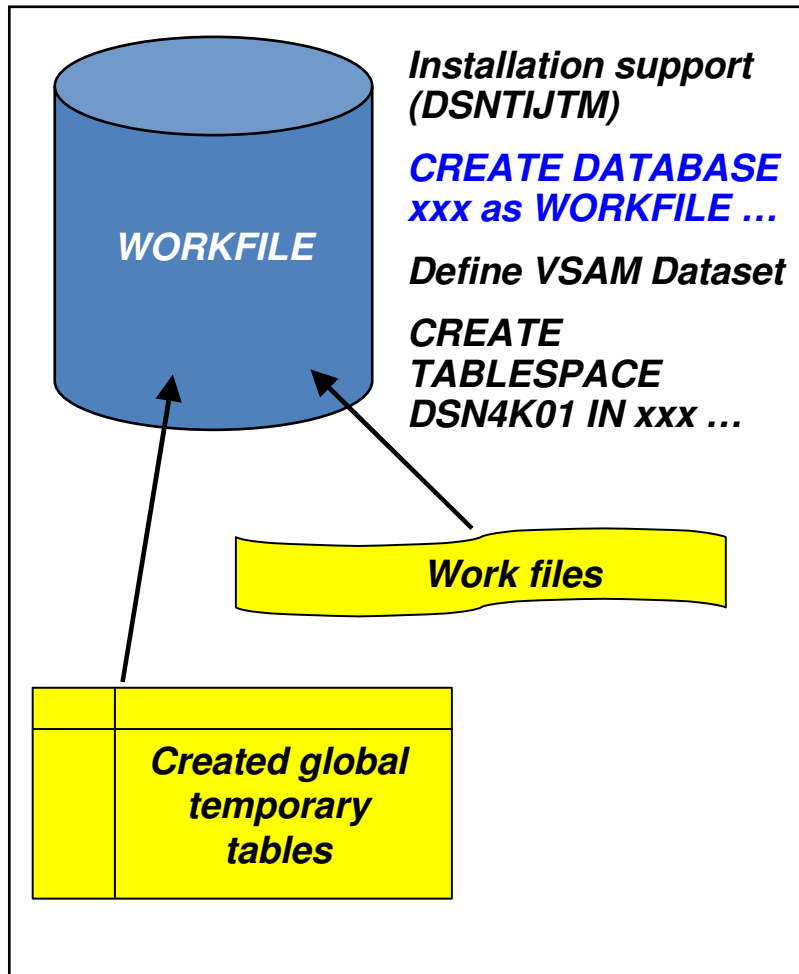 Installation support
(DSNTIJTM)
CREATE DATABASE
xxx as WORKFILE …
WORKFILE
Define VSAM Dataset
CREATE
TABLESPACE
DSN4K01 IN xxx …
Work files
Created global
temporary
tables